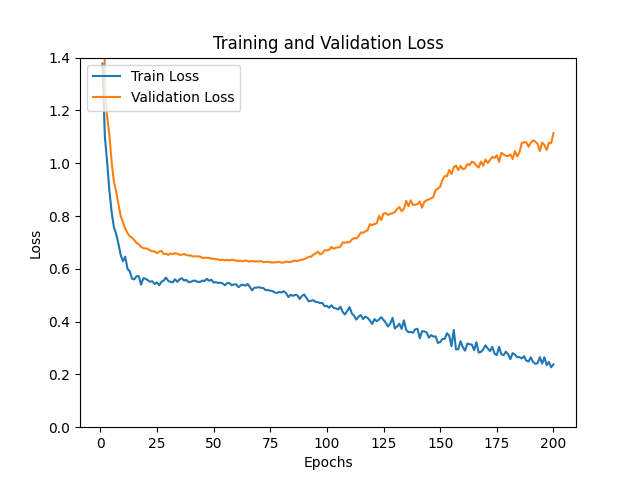 Training and Validation Loss
Train Loss
Validation Loss
1.4
1.2
1.0
0.8
0.6
0.4
0.2
0.0
Loss
0 25 50 75 100 125 150 175 200
Epochs